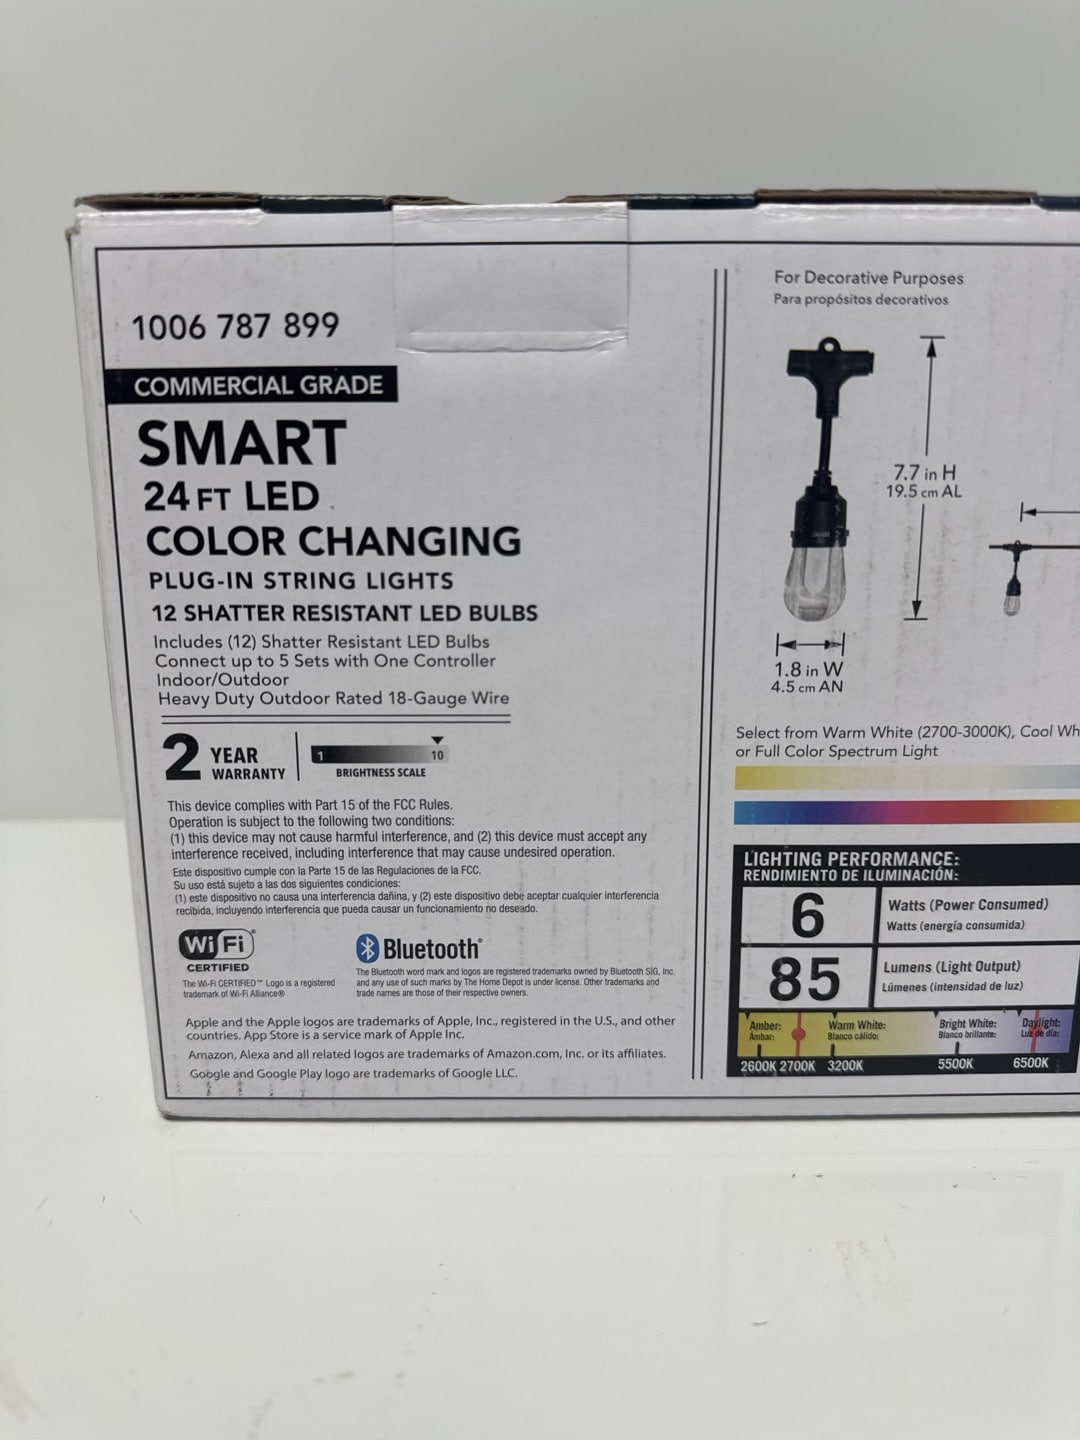 1006 787 899
COMMERCIAL GRADE
SMART
24 FT LED
COLOR CHANGING
PLUG-IN STRING LIGHTS
12 SHATTER RESISTANT LED BULBS
Includes (12) Shatter Resistant LED Bulbs
Connect up to 5 Sets with One Controller
Indoor/Outdoor
Heavy Duty Outdoor Rated 18-Gauge Wire
2 YEAR
WARRANTY
1 10
BRIGHTNESS SCALE
This device complies with Part 15 of the FCC Rules.
Operation is subject to the following two conditions:
(1) this device may not cause harmful interference, and (2) this device must accept any
interference received, including interference that may cause undesired operation.
Este dispositivo cumple con la Parte 15 de las Regulaciones de la FCC.
Su uso está sujeto a las dos siguientes condiciones:
(1) este dispositivo no causa una interferencia dañina, y (2) este dispositivo debe aceptar cualquier interferencia
recibida, incluyendo interferencia que pueda causar un funcionamiento no deseado.
Wi Fi
CERTIFIED
The Wi-Fi CERTIFIED™ Logo is a registered
trademark of Wi-Fi Alliance®
Bluetooth®
The Bluetooth word mark and logos are registered trademarks owned by Bluetooth SIG, Inc.
and any use of such marks by The Home Depot is under license. Other trademarks and
trade names are those of their respective owners.
Apple and the Apple logos are trademarks of Apple, Inc., registered in the U.S., and other
countries. App Store is a service mark of Apple Inc.
Amazon, Alexa and all related logos are trademarks of Amazon.com, Inc. or its affiliates.
Google and Google Play logo are trademarks of Google LLC.
For Decorative Purposes
Para propósitos decorativos
7.7 in H
19.5 cm AL
1.8 in W
4.5 cm AN
Select from Warm White (2700-3000K), Cool Wh
or Full Color Spectrum Light
LIGHTING PERFORMANCE:
RENDIMIENTO DE ILUMINACIÓN:
6
Watts (Power Consumed)
Watts (energía consumida)
85
Lumens (Light Output)
Lúmenes (intensidad de luz)
Amber: Warm White: Bright White: Daylight:
Ámbar: Blanco cálido: Blanco brillante: Luz de día:
2600K 2700K 3200K 5500K 6500K